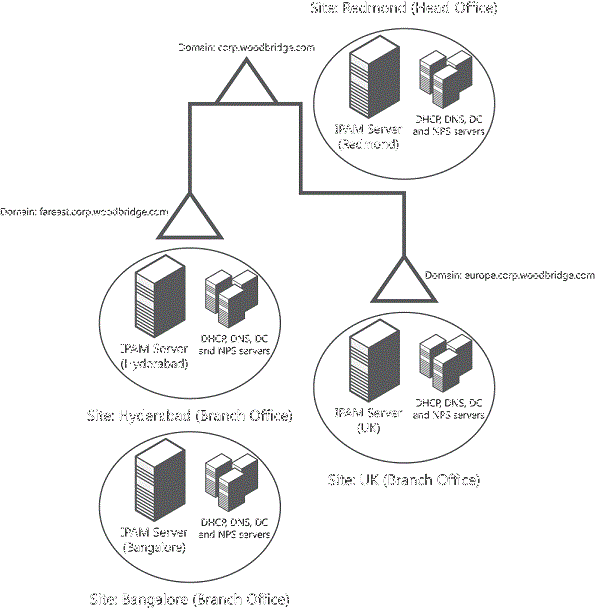 Site: Redmond (Head Office)
Domain: corp.woodbridge.com
IPAM Server
(Redmond)
DHCP, DNS, DC
and NPS servers
Domain: fareast.corp.woodbridge.com
Domain: europe.corp.woodbridge.com
IPAM Server
(Hyderabad)
DHCP, DNS, DC
and NPS servers
Site: Hyderabad (Branch Office)
IPAM Server
(UK)
DHCP, DNS, DC
and NPS servers
Site: UK (Branch Office)
IPAM Server
(Bangalore)
DHCP, DNS, DC
and NPS servers
Site: Bangalore (Branch Office)